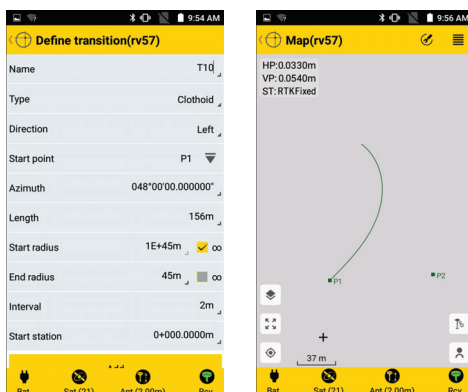 9:54 AM
Define transition(rv57)
Name T10
Type Clothoid
Direction Left
Start point P1
Azimuth 048°00'00.000000"
Length 156m
Start radius 1E+45m ∞
End radius 45m ∞
Interval 2m
Start station 0+000.0000m
Add
Bat Sat (21) Ant (2.00m) Rcv
9:56 AM
Map(rv57)
HP:0.0330m
VP: 0.0540m
ST: RTKFixed
P1
P2
37 m
Bat Sat (21) Ant (2.00m) Rcv